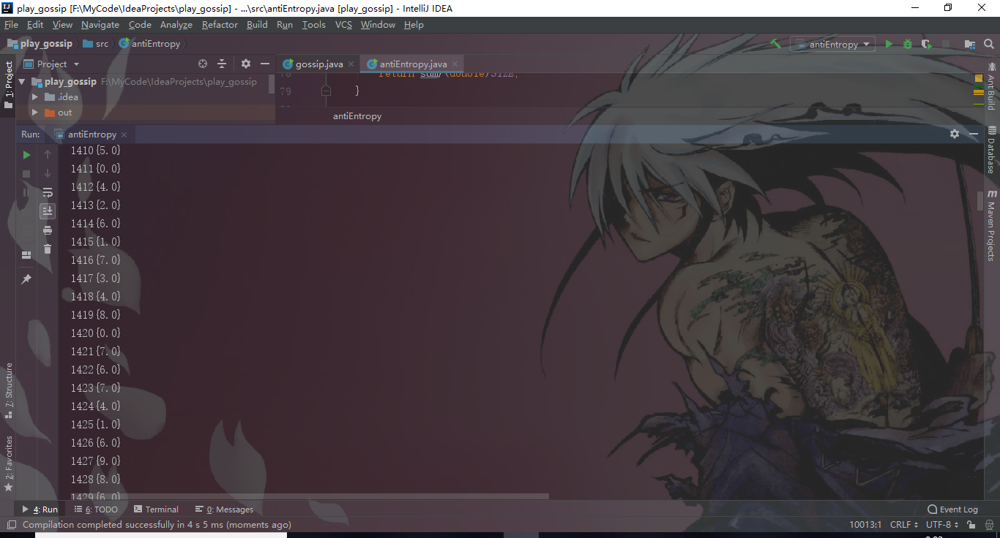 play_gossip [F:\MyCode\IdeaProjects\play_gossip] - ...\src\antiEntropy.java [play_gossip] - IntelliJ IDEA
File Edit View Navigate Code Analyze Refactor Build Run Tools VCS Window Help
play_gossip src antiEntropy antiEntropy
1: Project
Project gossip.java antiEntropy.java
play_gossip F:\MyCode\IdeaProjects\play_gossip
.idea
out
79 }
antiEntropy
Ant Build
Database
Maven Projects
Run: antiEntropy
1410{5.0}
1411{0.0}
1412{4.0}
1413{2.0}
1414{6.0}
1415{1.0}
1416{7.0}
1417{3.0}
1418{4.0}
1419{8.0}
1420{0.0}
1421{7.0}
1422{6.0}
1423{7.0}
1424{4.0}
1425{1.0}
1426{6.0}
1427{9.0}
1428{8.0}
1429{6.0}
7: Structure
2: Favorites
4: Run 6: TODO Terminal 0: Messages Event Log
Compilation completed successfully in 4 s 5 ms (moments ago) 10013:1 CRLF UTF-8